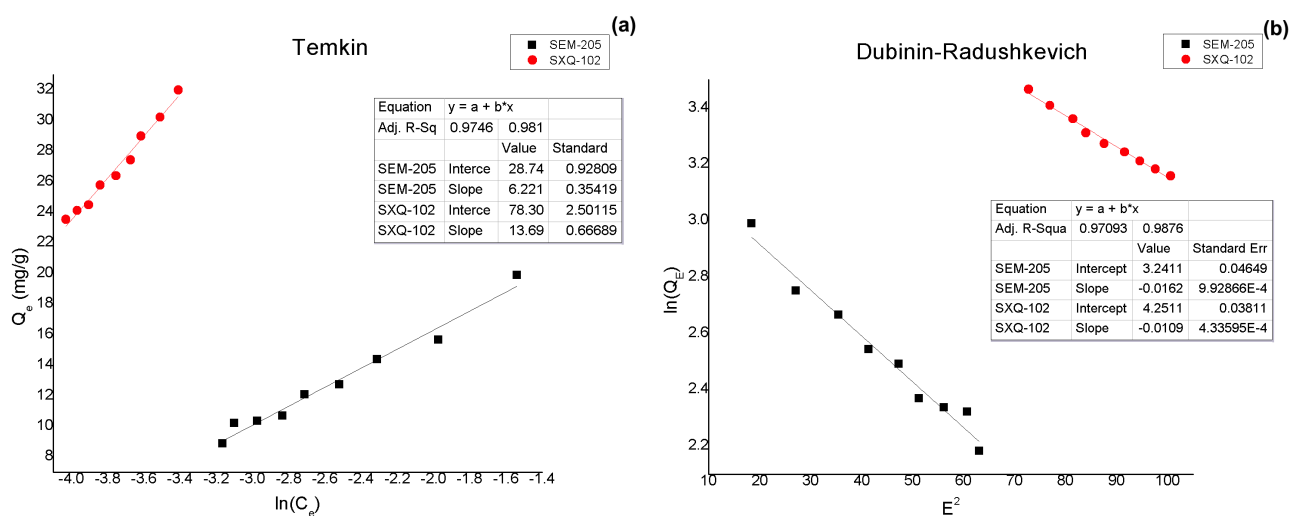 (a)
Temkin
SEM-205
SXQ-102
Equation y = a + b*x
Adj. R-Sq 0.9746 0.981
Value Standard
SEM-205 Interce 28.74 0.92809
SEM-205 Slope 6.221 0.35419
SXQ-102 Interce 78.30 2.50115
SXQ-102 Slope 13.69 0.66689
32
30
28
26
24
22
20
18
16
14
12
10
8
Qe (mg/g)
-4.0 -3.8 -3.6 -3.4 -3.2 -3.0 -2.8 -2.6 -2.4 -2.2 -2.0 -1.8 -1.6 -1.4
ln(Ce)
(b)
Dubinin-Radushkevich
SEM-205
SXQ-102
Equation y = a + b*x
Adj. R-Squa 0.97093 0.9876
Value Standard Err
SEM-205 Intercept 3.2411 0.04649
SEM-205 Slope -0.0162 9.92866E-4
SXQ-102 Intercept 4.2511 0.03811
SXQ-102 Slope -0.0109 4.33595E-4
3.4
3.2
3.0
2.8
2.6
2.4
2.2
ln(QE)
10 20 30 40 50 60 70 80 90 100
E2